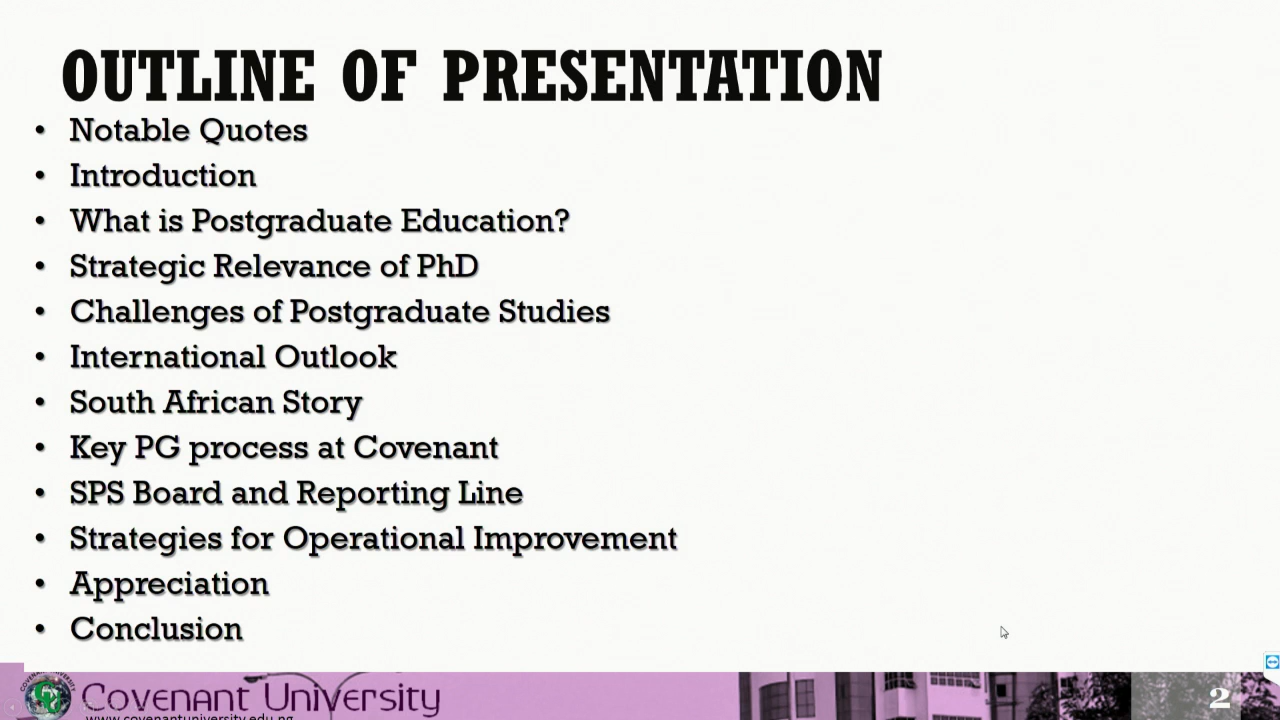 OUTLINE OF PRESENTATION
• Notable Quotes
• Introduction
• What is Postgraduate Education?
• Strategic Relevance of PhD
• Challenges of Postgraduate Studies
• International Outlook
• South African Story
• Key PG process at Covenant
• SPS Board and Reporting Line
• Strategies for Operational Improvement
• Appreciation
• Conclusion
Covenant University
www.covenantuniversity.edu.ng
2